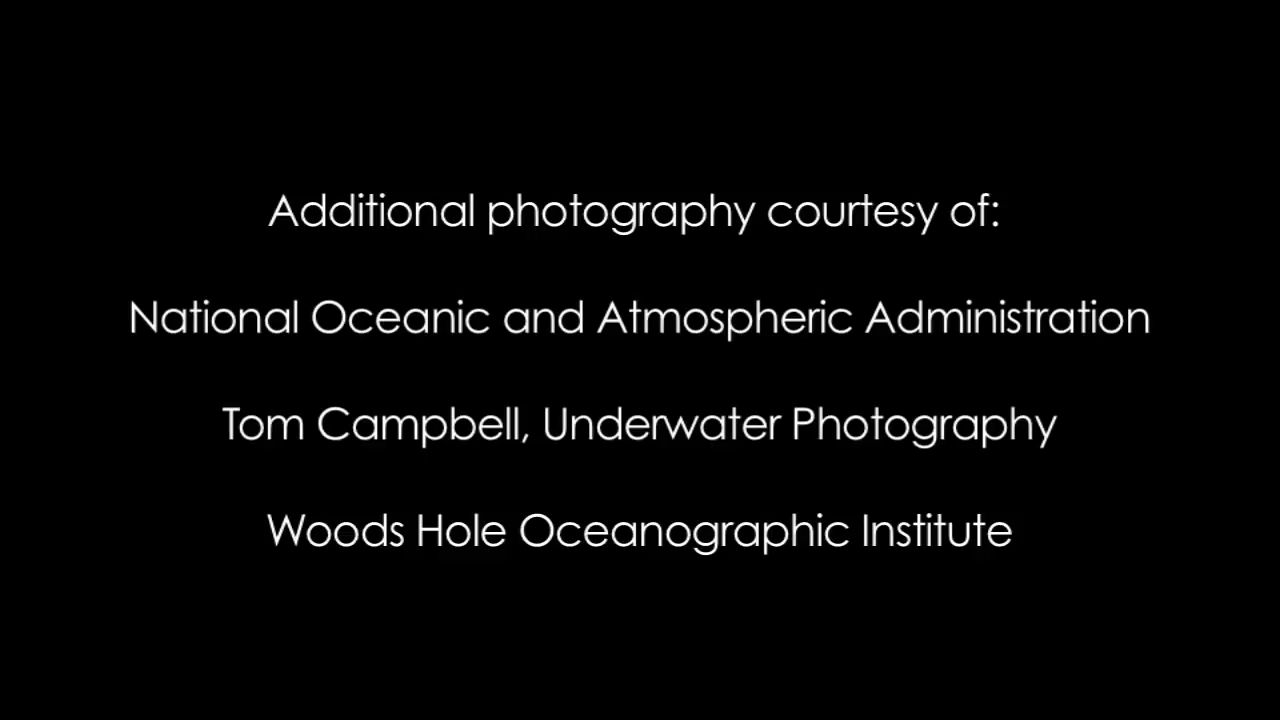 Additional photography courtesy of:
National Oceanic and Atmospheric Administration
Tom Campbell, Underwater Photography
Woods Hole Oceanographic Institute